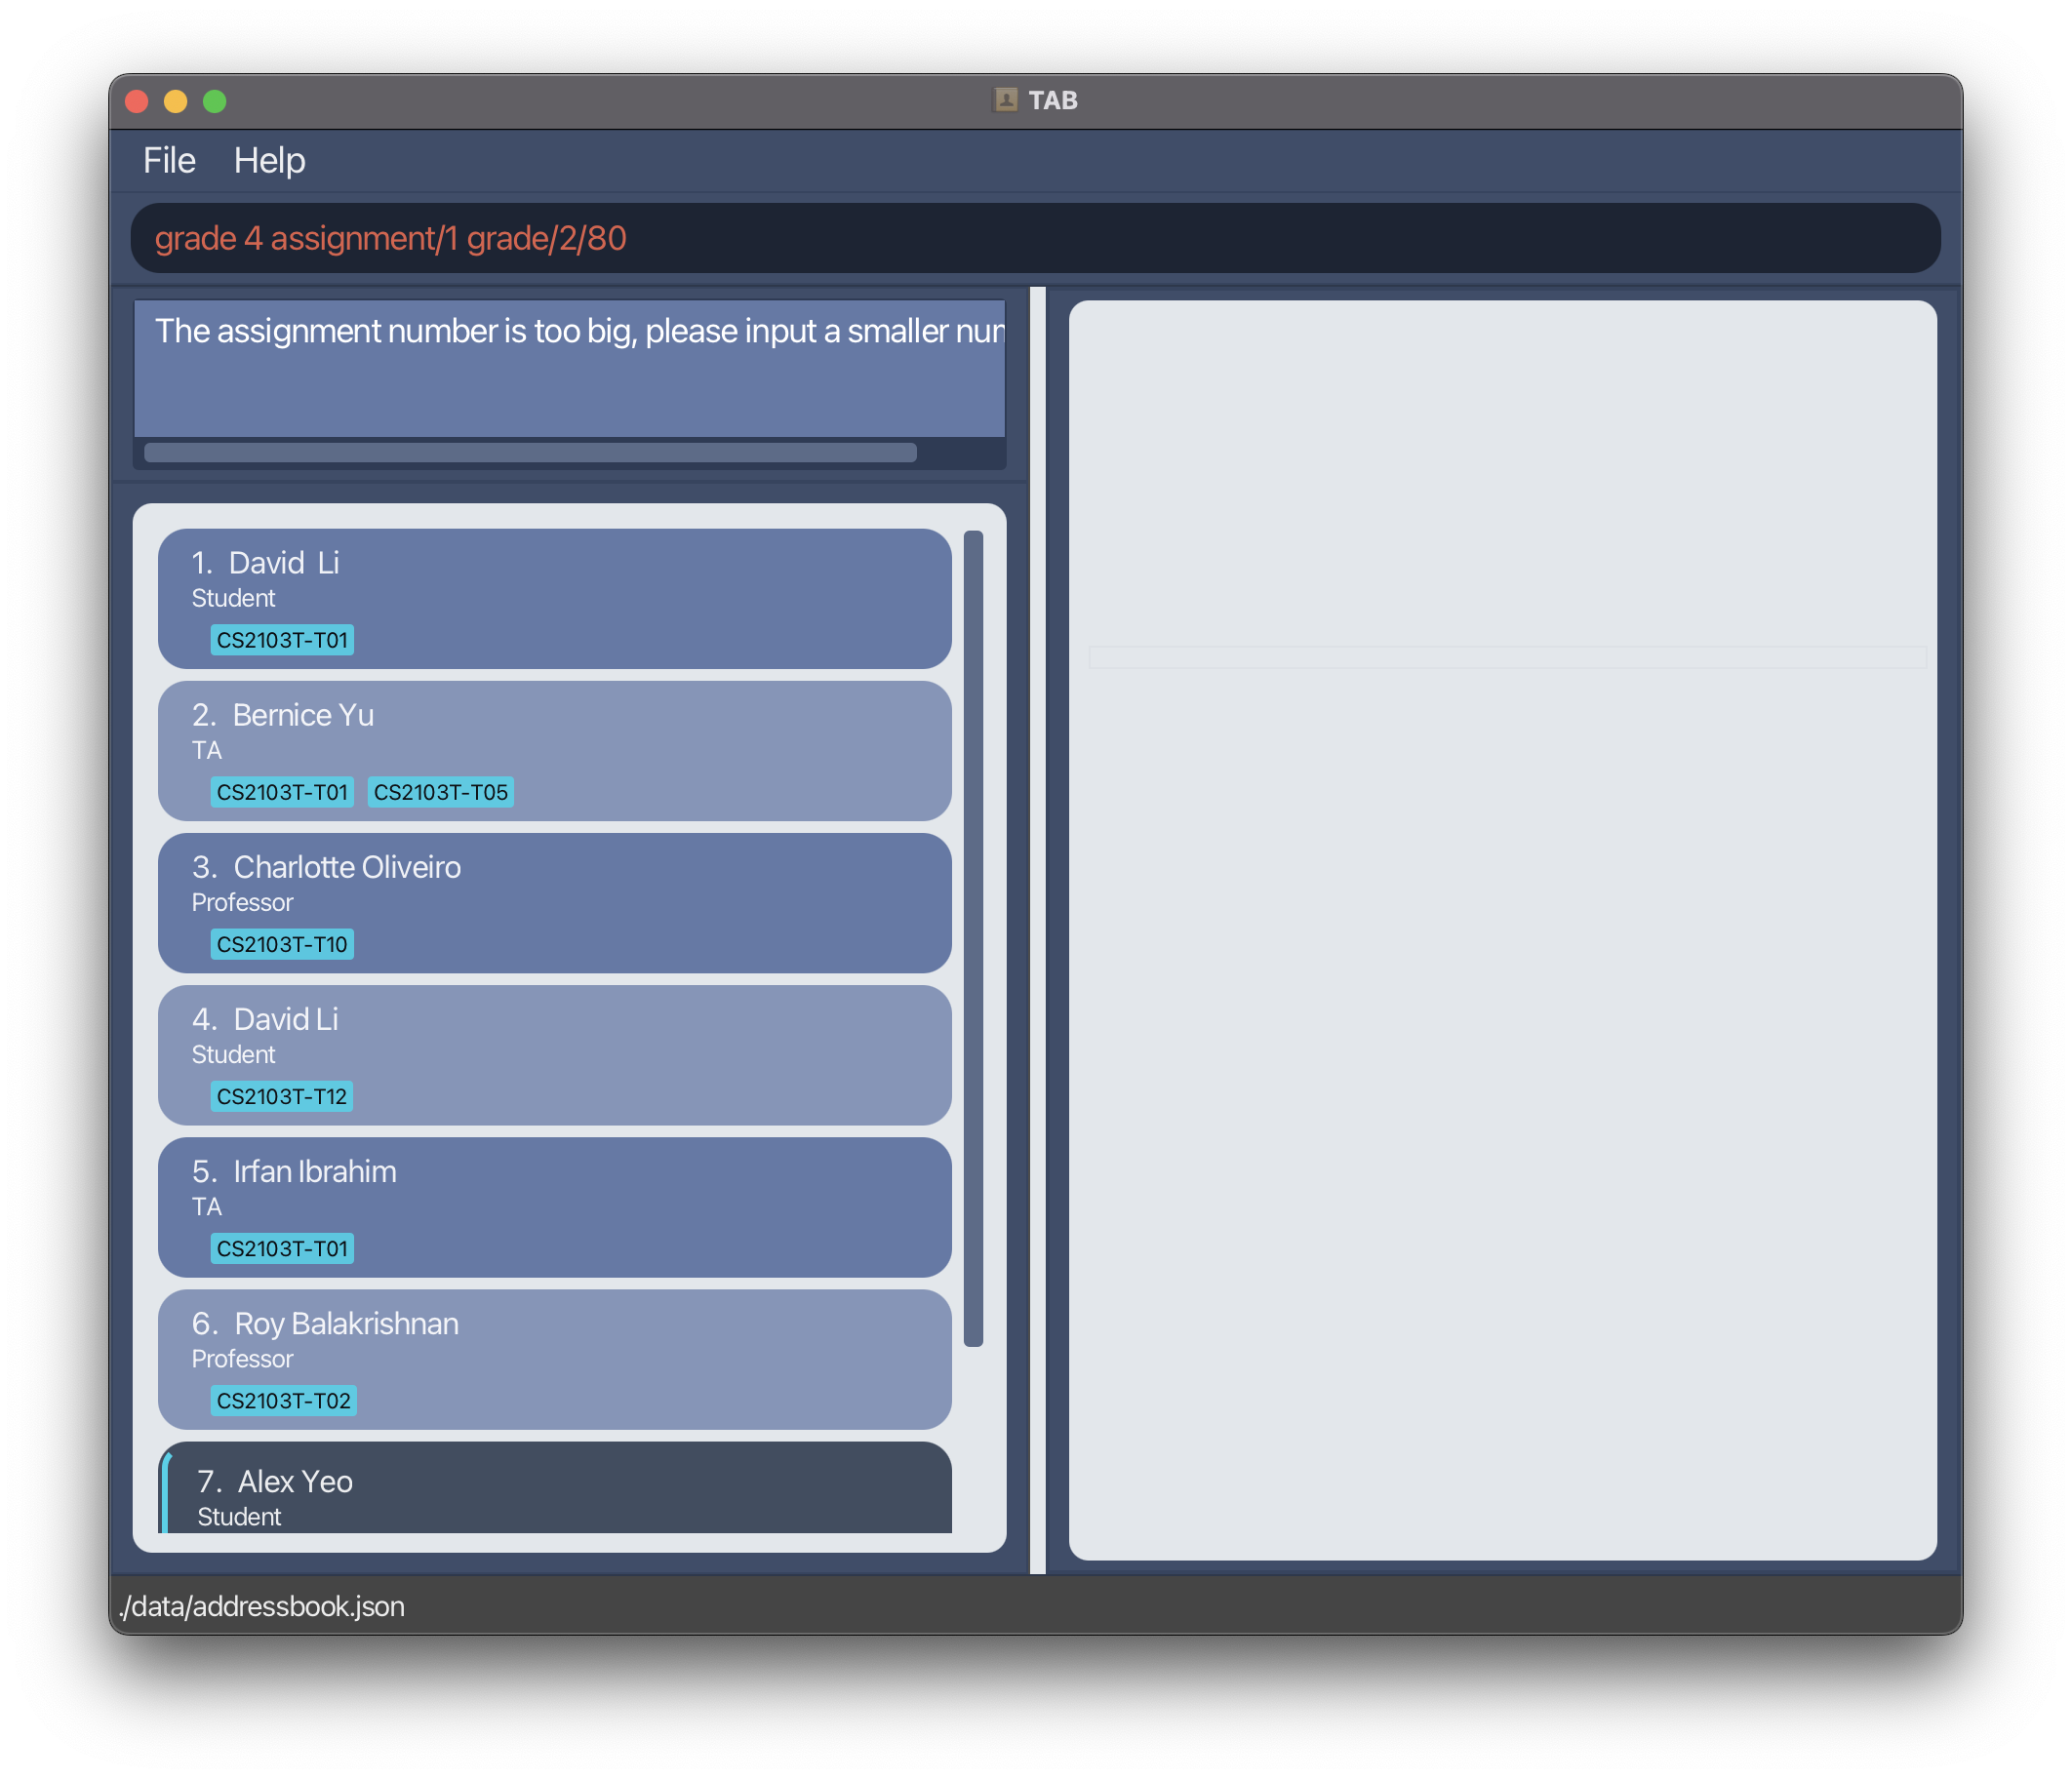 TAB
File Help
grade 4 assignment/1 grade/2/80
The assignment number is too big, please input a smaller
1. David  Li
Student
CS2103T-T01
2. Bernice Yu
TA
CS2103T-T01 CS2103T-T05
3. Charlotte Oliveiro
Professor
CS2103T-T10
4. David Li
Student
CS2103T-T12
5. Irfan Ibrahim
TA
CS2103T-T01
6. Roy Balakrishnan
Professor
CS2103T-T02
7. Alex Yeo
Student
./data/addressbook.json